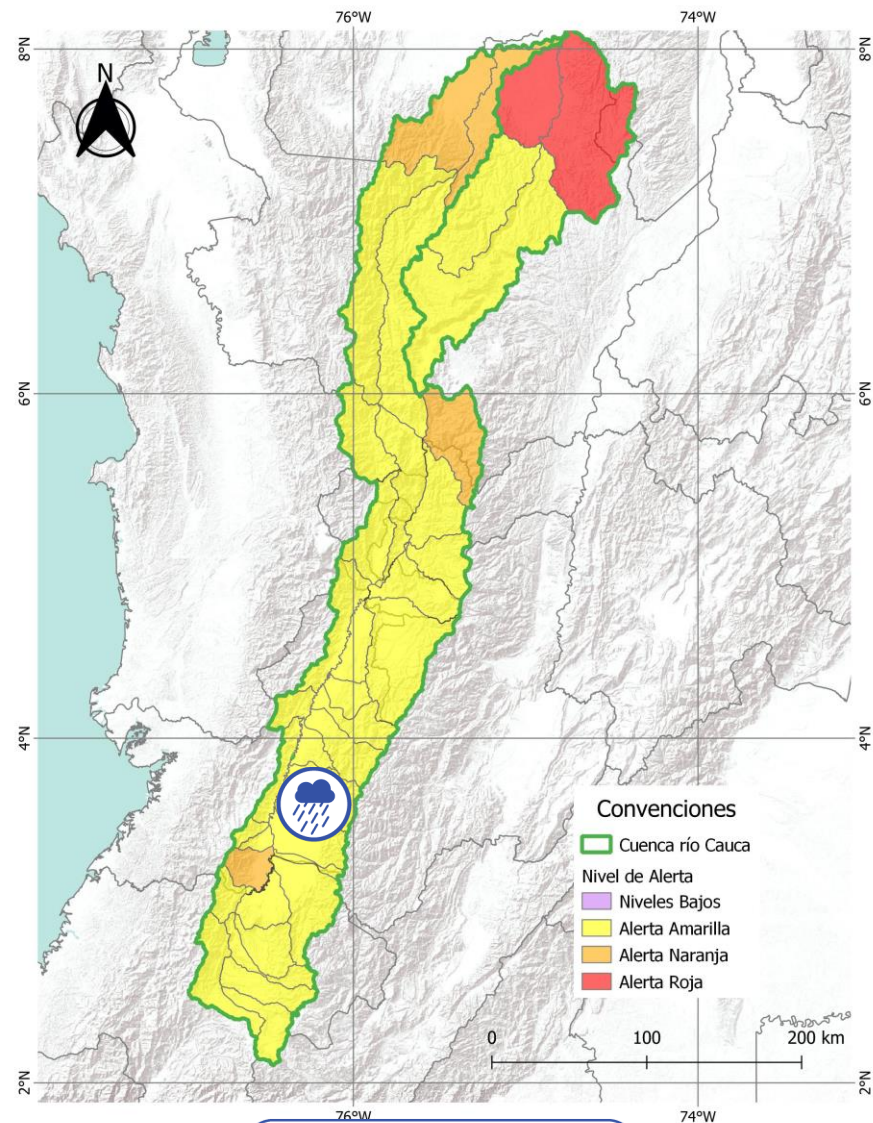 76°W 74°W
8°N 8°N
N
6°N 6°N
4°N 4°N
Convenciones
Cuenca río Cauca
Nivel de Alerta
Niveles Bajos
Alerta Amarilla
Alerta Naranja
Alerta Roja
0 100 200 km
2°N 2°N
76°W 74°W